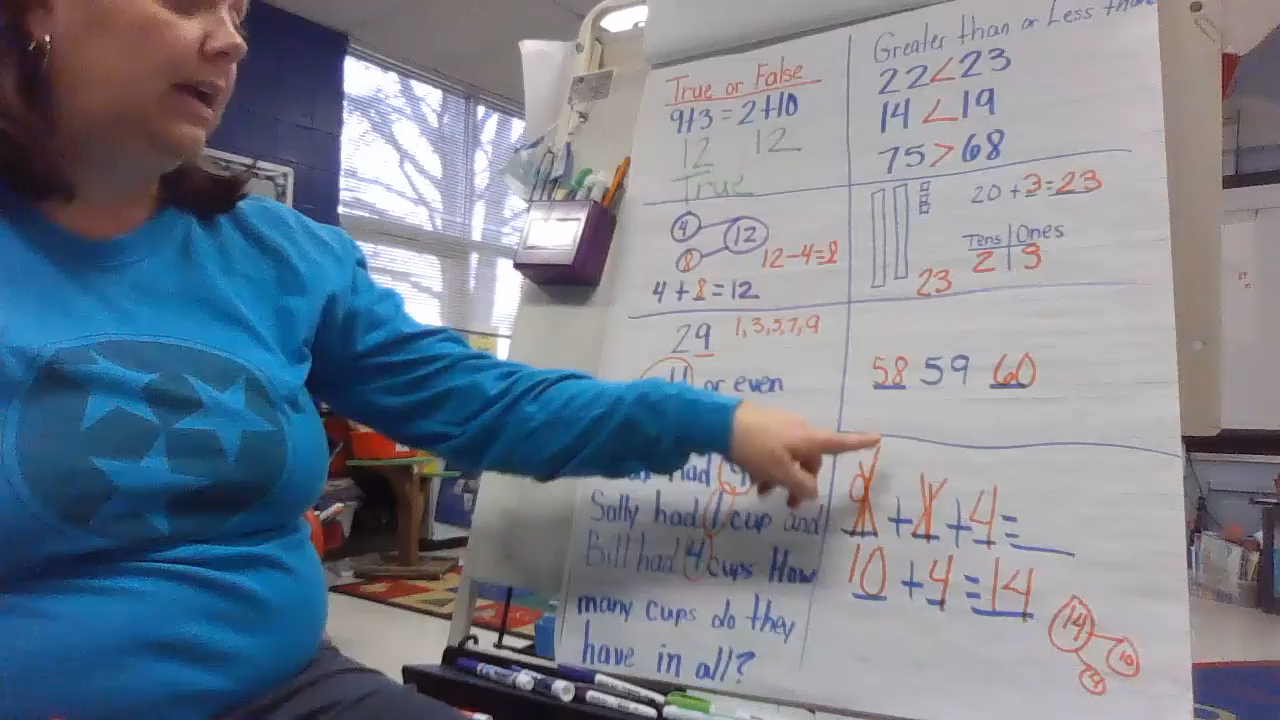 True or False
9+3=2+10
12 12
True
4
12
8
12-4=8
4+8=12
29 1,3,5,7,9
or even
had
Sally had 1 cup and
Bill had 4 cups How
many cups do they
have in all?
Greater than or Less than
22<23
14<19
75>68
20+3=23
Tens Ones
2 3
23
58 59 60
9+1+4=__
10+4=14
14
10
4